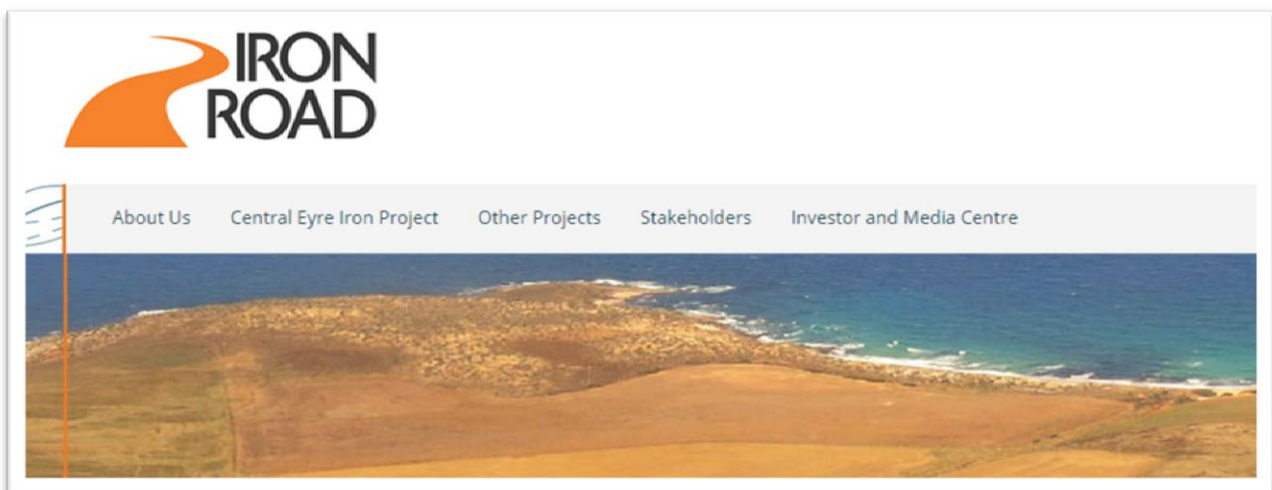 IRON
ROAD
About Us Central Eyre Iron Project Other Projects Stakeholders Investor and Media Centre